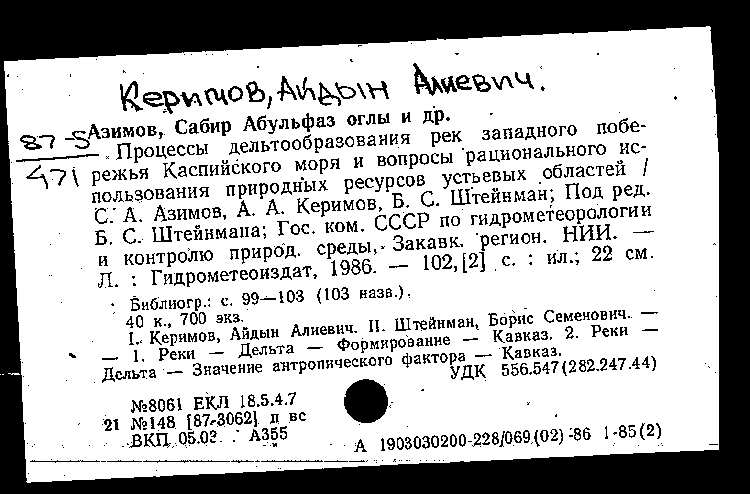 Керимов, Айдын Алиевич.
87-5
471
Азимов, Сабир Абульфаз оглы и др.
Процессы дельтообразования рек западного побе-
режья Каспийского моря и вопросы рационального ис-
пользования природных ресурсов устьевых областей /
С. А. Азимов, А. А. Керимов, Б. С. Штейнман; Под ред.
Б. С. Штейнмана; Гос. ком. СССР по гидрометеорологии
и контролю природ. среды, Закавк. регион. НИИ. —
Л. : Гидрометеоиздат, 1986. — 102,[2] с. : ил.; 22 см.
Библиогр.: с. 99—103 (103 назв.).
40 к., 700 экз.
I. Керимов, Айдын Алиевич. II. Штейнман, Борис Семенович. —
— 1. Реки — Дельта — Формирование — Кавказ. 2. Реки —
Дельта — Значение антропического фактора — Кавказ.
УДК 556.547(282.247.44)
№8061 ЕКЛ 18.5.4.7
21 №148 [87-3062] п вс
ВКП 05.03. А355
А 1903030200-228/069(02)-86 1-85(2)